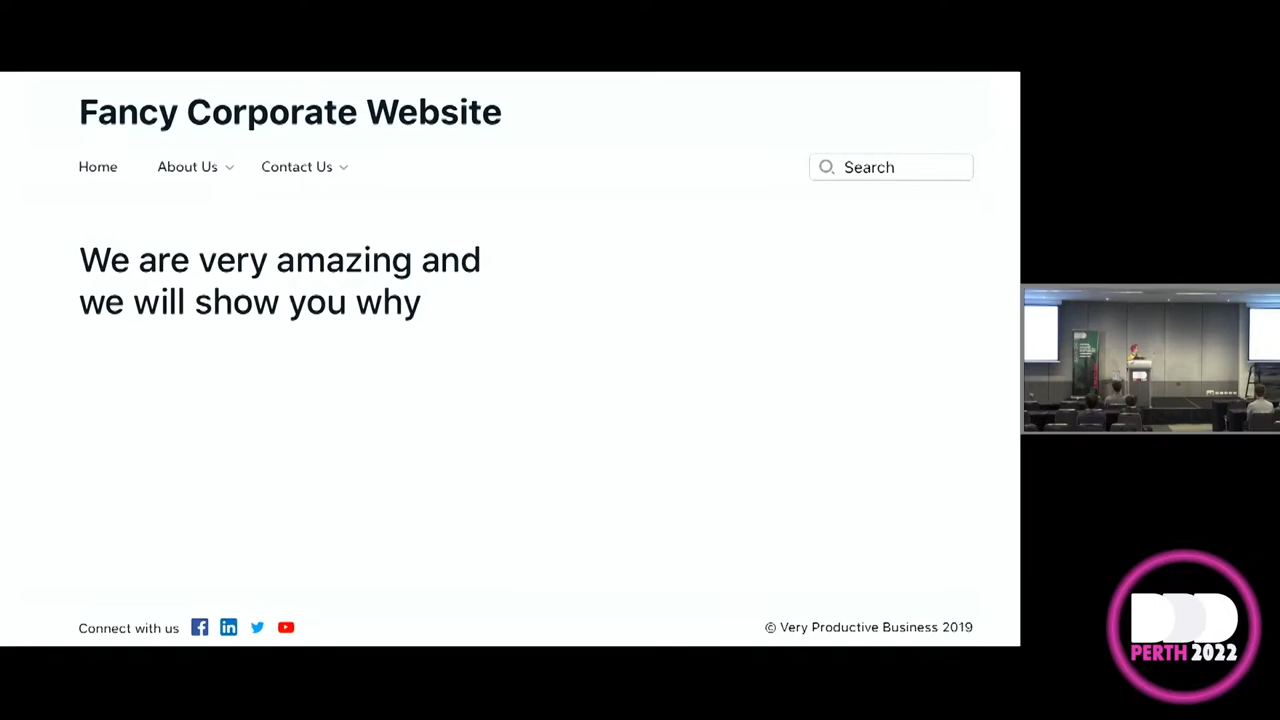 Fancy Corporate Website
Home About Us Contact Us Search
We are very amazing and
we will show you why
Connect with us
© Very Productive Business 2019
DDD
PERTH 2022